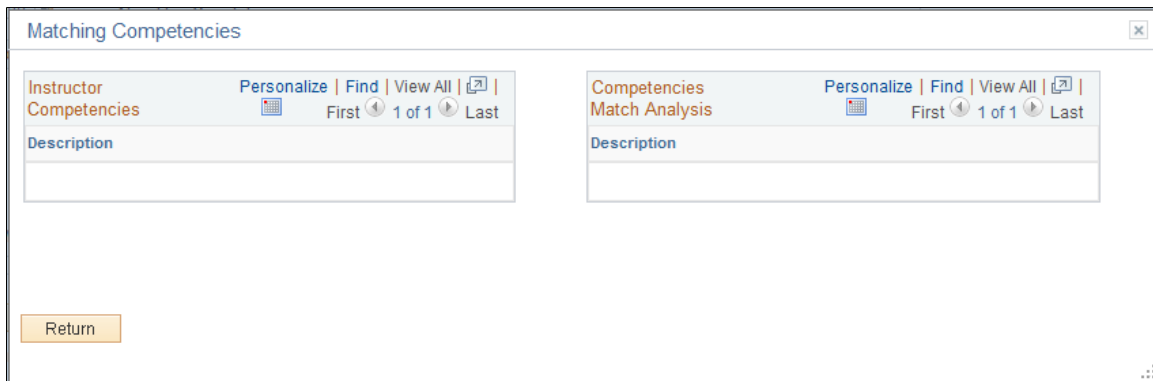 Matching Competencies
Instructor Competencies
Personalize | Find | View All | |
First 1 of 1 Last
Description
Competencies Match Analysis
Personalize | Find | View All | |
First 1 of 1 Last
Description
Return